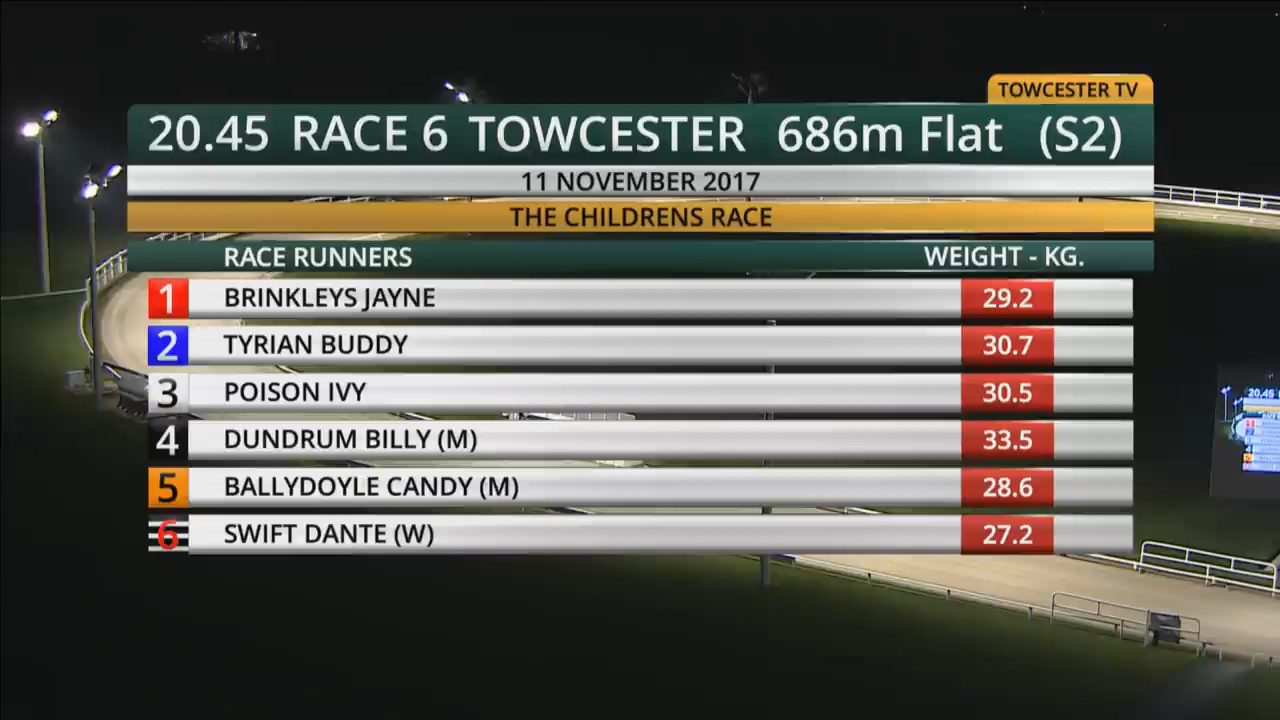 TOWCESTER TV
20.45 RACE 6 TOWCESTER 686m Flat (S2)
11 NOVEMBER 2017
THE CHILDRENS RACE
RACE RUNNERS WEIGHT - KG.
1 BRINKLEYS JAYNE 29.2
2 TYRIAN BUDDY 30.7
3 POISON IVY 30.5
4 DUNDRUM BILLY (M) 33.5
5 BALLYDOYLE CANDY (M) 28.6
6 SWIFT DANTE (W) 27.2
20.45